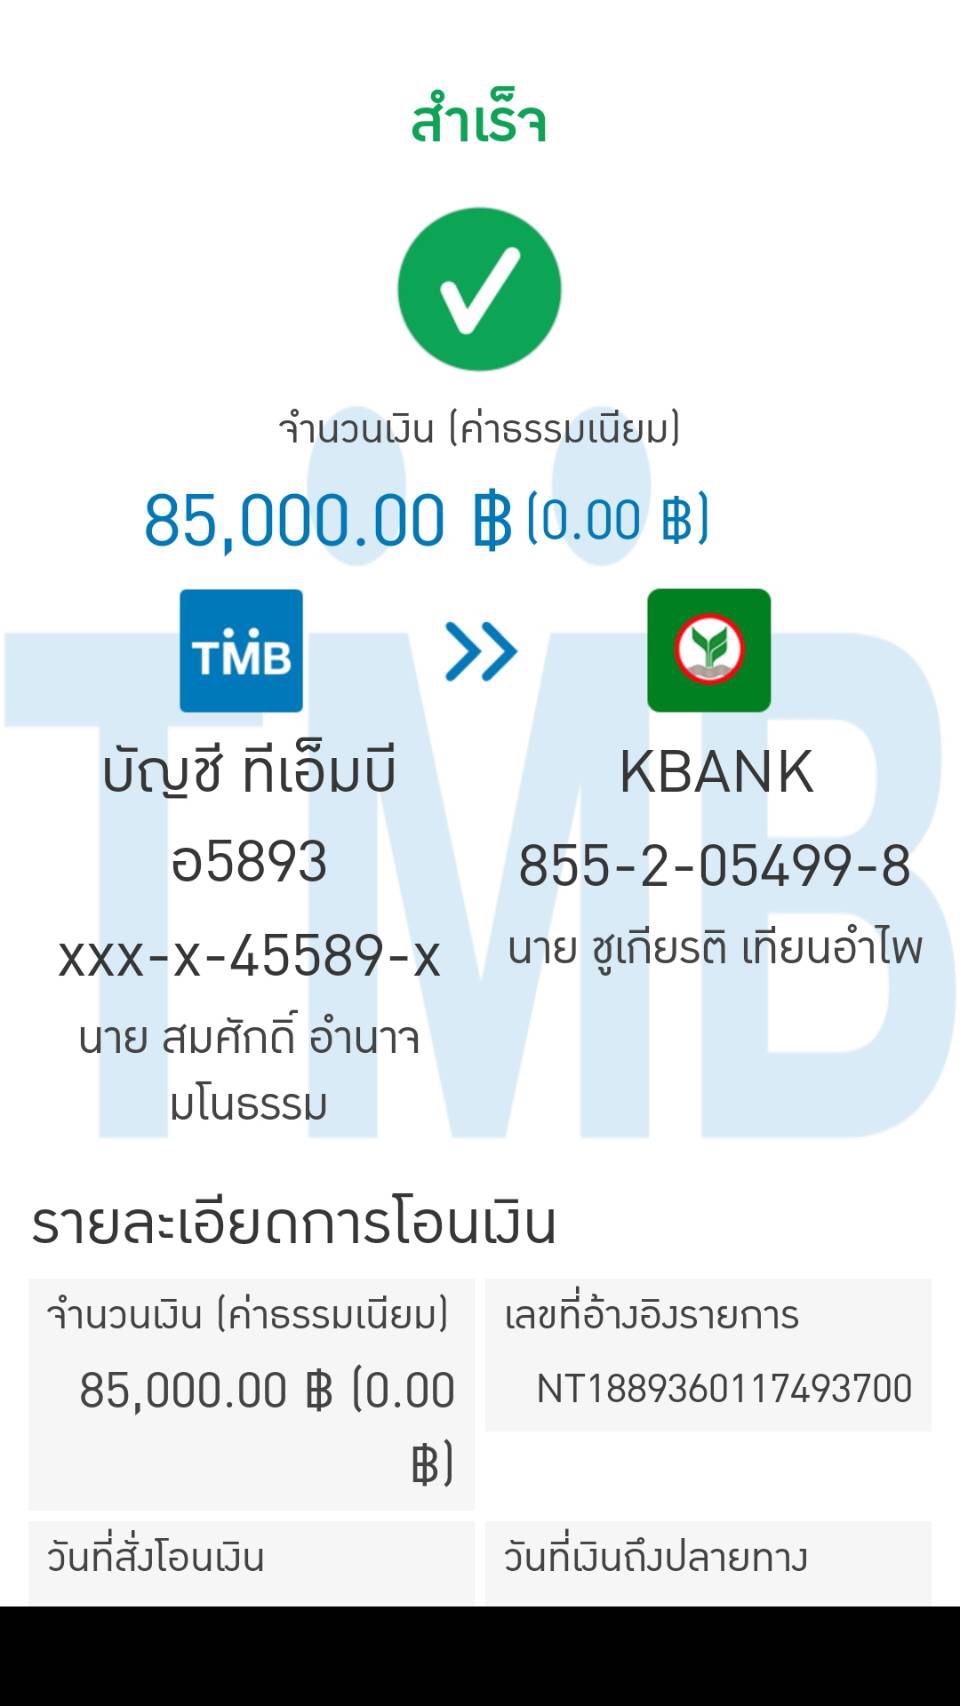 สำเร็จ
จำนวนเงิน (ค่าธรรมเนียม)
85,000.00 ฿ (0.00 ฿)
TMB
บัญชี ทีเอ็มบี
KBANK
อ5893
855-2-05499-8
xxx-x-45589-x
นาย ชูเกียรติ เทียนอำไพ
นาย สมศักดิ์ อำนาจ
มโนธรรม
TMB
รายละเอียดการโอนเงิน
จำนวนเงิน (ค่าธรรมเนียม)
85,000.00 ฿ (0.00
฿)
เลขที่อ้างอิงรายการ
NT1889360117493700
วันที่สั่งโอนเงิน
วันที่เงินถึงปลายทาง